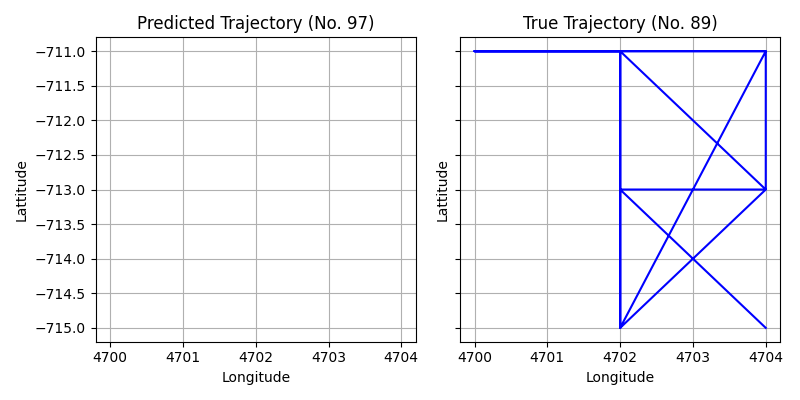 Predicted Trajectory (No. 97)
True Trajectory (No. 89)
Lattitude
−711.0
−711.5
−712.0
−712.5
−713.0
−713.5
−714.0
−714.5
−715.0
4700 4701 4702 4703 4704
Longitude
Lattitude
4700 4701 4702 4703 4704
Longitude